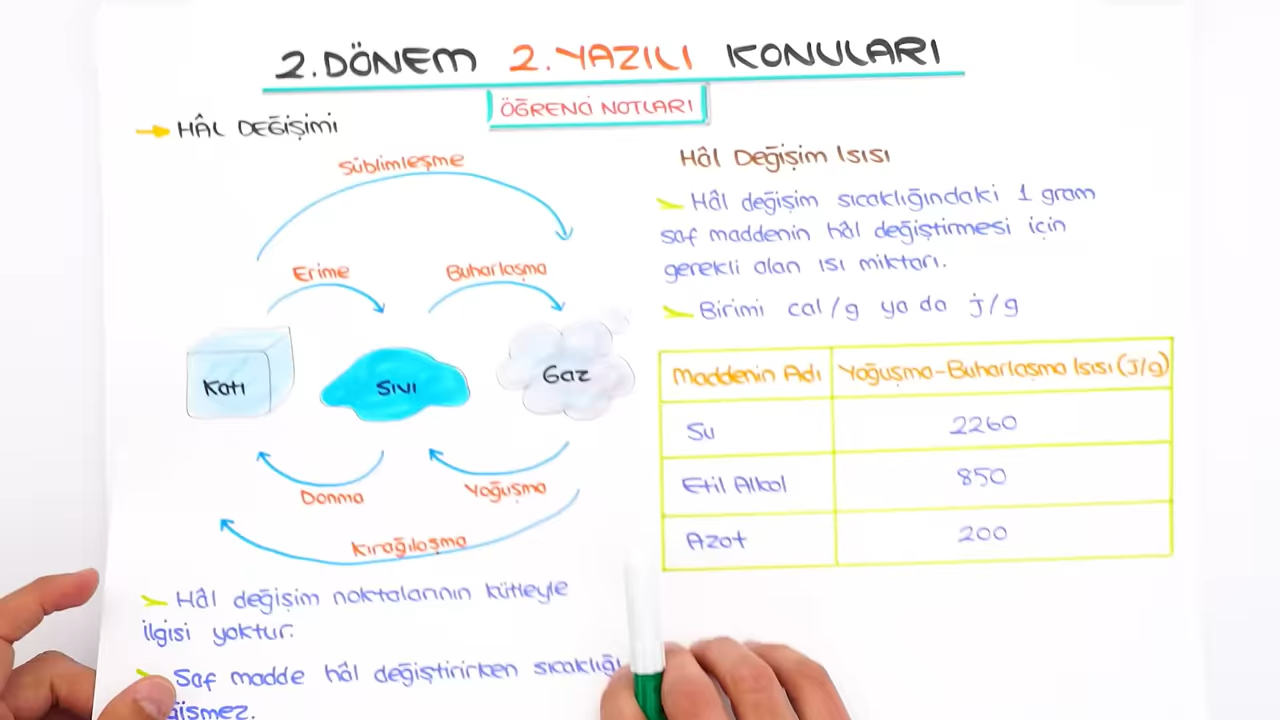 2. DÖNEM 2. YAZILI KONULARI
ÖĞRENCİ NOTLARI
HÂL DEĞİŞİMİ
Süblimleşme
Erime
Buharlaşma
Katı
Sıvı
Gaz
Donma
Yoğuşma
Kırağılaşma
Hâl değişim noktalarının kütleyle
ilgisi yoktur.
Saf madde hâl değiştirirken sıcaklığı
Hâl Değişim Isısı
Hâl değişim sıcaklığındaki 1 gram
saf maddenin hâl değiştirmesi için
gerekli olan ısı miktarı.
Birimi cal/g ya da j/g
Maddenin Adı Yoğuşma-Buharlaşma Isısı (J/g)
Su 2260
Etil Alkol 850
Azot 200